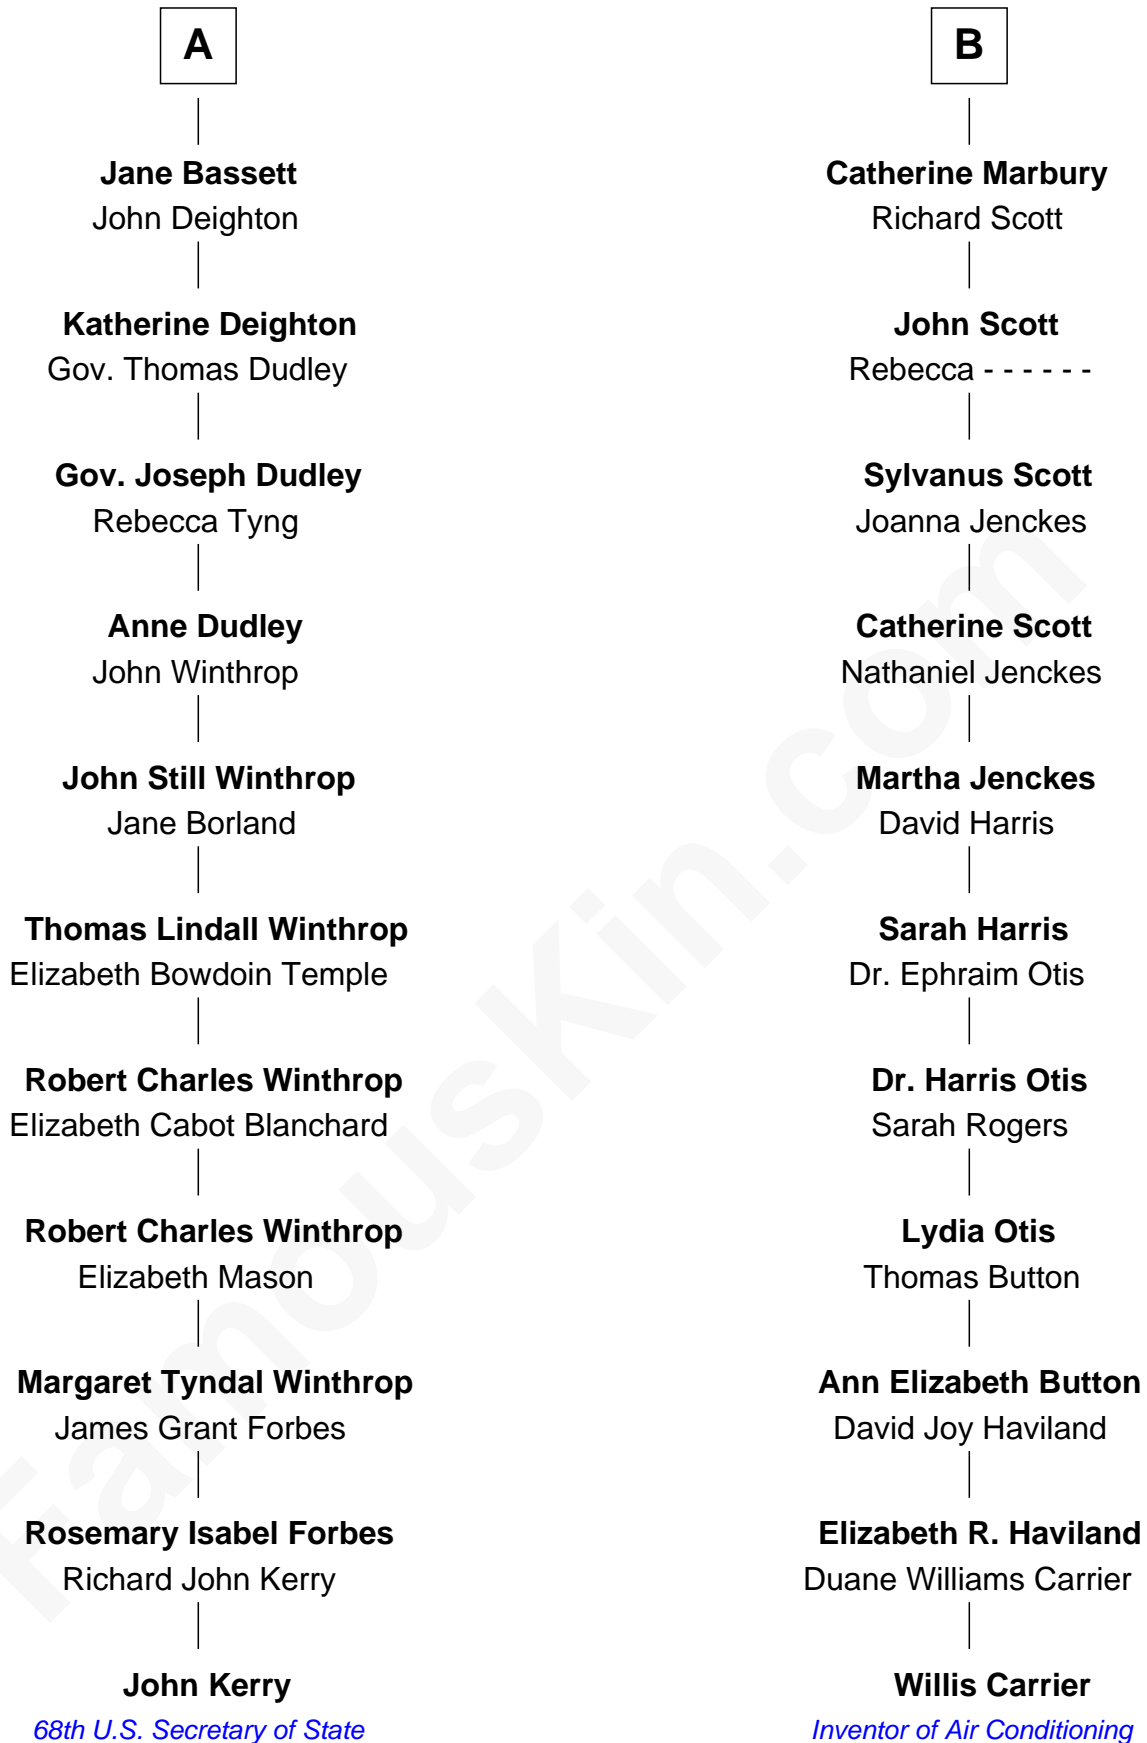 A
Jane Bassett
John Deighton
Katherine Deighton
Gov. Thomas Dudley
Gov. Joseph Dudley
Rebecca Tyng
Anne Dudley
John Winthrop
John Still Winthrop
Jane Borland
Thomas Lindall Winthrop
Elizabeth Bowdoin Temple
Robert Charles Winthrop
Elizabeth Cabot Blanchard
Robert Charles Winthrop
Elizabeth Mason
Margaret Tyndal Winthrop
James Grant Forbes
Rosemary Isabel Forbes
Richard John Kerry
John Kerry
68th U.S. Secretary of State
B
Catherine Marbury
Richard Scott
John Scott
Rebecca - - - - - -
Sylvanus Scott
Joanna Jenckes
Catherine Scott
Nathaniel Jenckes
Martha Jenckes
David Harris
Sarah Harris
Dr. Ephraim Otis
Dr. Harris Otis
Sarah Rogers
Lydia Otis
Thomas Button
Ann Elizabeth Button
David Joy Haviland
Elizabeth R. Haviland
Duane Williams Carrier
Willis Carrier
Inventor of Air Conditioning
FamousKin.com